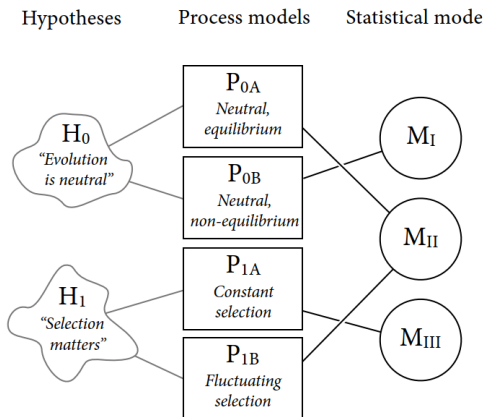 Hypotheses Process models Statistical mode
P0A
Neutral,
equilibrium
H0
"Evolution
is neutral"
MI
P0B
Neutral,
non-equilibrium
MII
P1A
Constant
selection
H1
"Selection
matters"
MIII
P1B
Fluctuating
selection